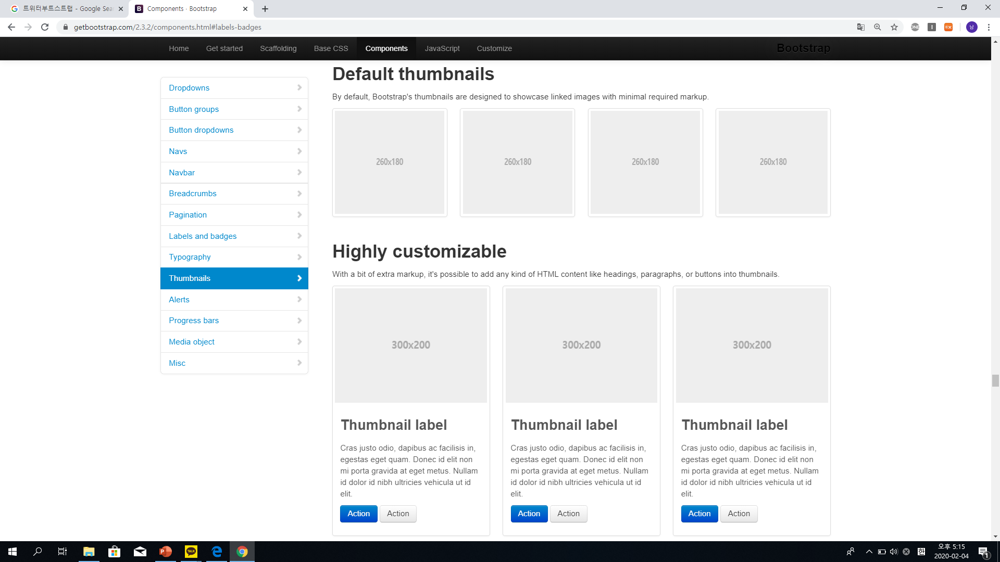 트위터부트스트랩 - Google Sea
Components · Bootstrap
getbootstrap.com/2.3.2/components.html#labels-badges
ONE
남
Home
Get started
Scaffolding
Base CSS
Components
JavaScript
Customize
Bootstrap
Dropdowns
Button groups
Button dropdowns
Navs
Navbar
Breadcrumbs
Pagination
Labels and badges
Typography
Thumbnails
Alerts
Progress bars
Media object
Misc
Default thumbnails
By default, Bootstrap's thumbnails are designed to showcase linked images with minimal required markup.
260x180
260x180
260x180
260x180
Highly customizable
With a bit of extra markup, it's possible to add any kind of HTML content like headings, paragraphs, or buttons into thumbnails.
300x200
Thumbnail label
Cras justo odio, dapibus ac facilisis in,
egestas eget quam. Donec id elit non
mi porta gravida at eget metus. Nullam
id dolor id nibh ultricies vehicula ut id
elit.
Action
Action
300x200
Thumbnail label
Cras justo odio, dapibus ac facilisis in,
egestas eget quam. Donec id elit non
mi porta gravida at eget metus. Nullam
id dolor id nibh ultricies vehicula ut id
elit.
Action
Action
300x200
Thumbnail label
Cras justo odio, dapibus ac facilisis in,
egestas eget quam. Donec id elit non
mi porta gravida at eget metus. Nullam
id dolor id nibh ultricies vehicula ut id
elit.
Action
Action
TALK
한
오후 5:15
2020-02-04
1